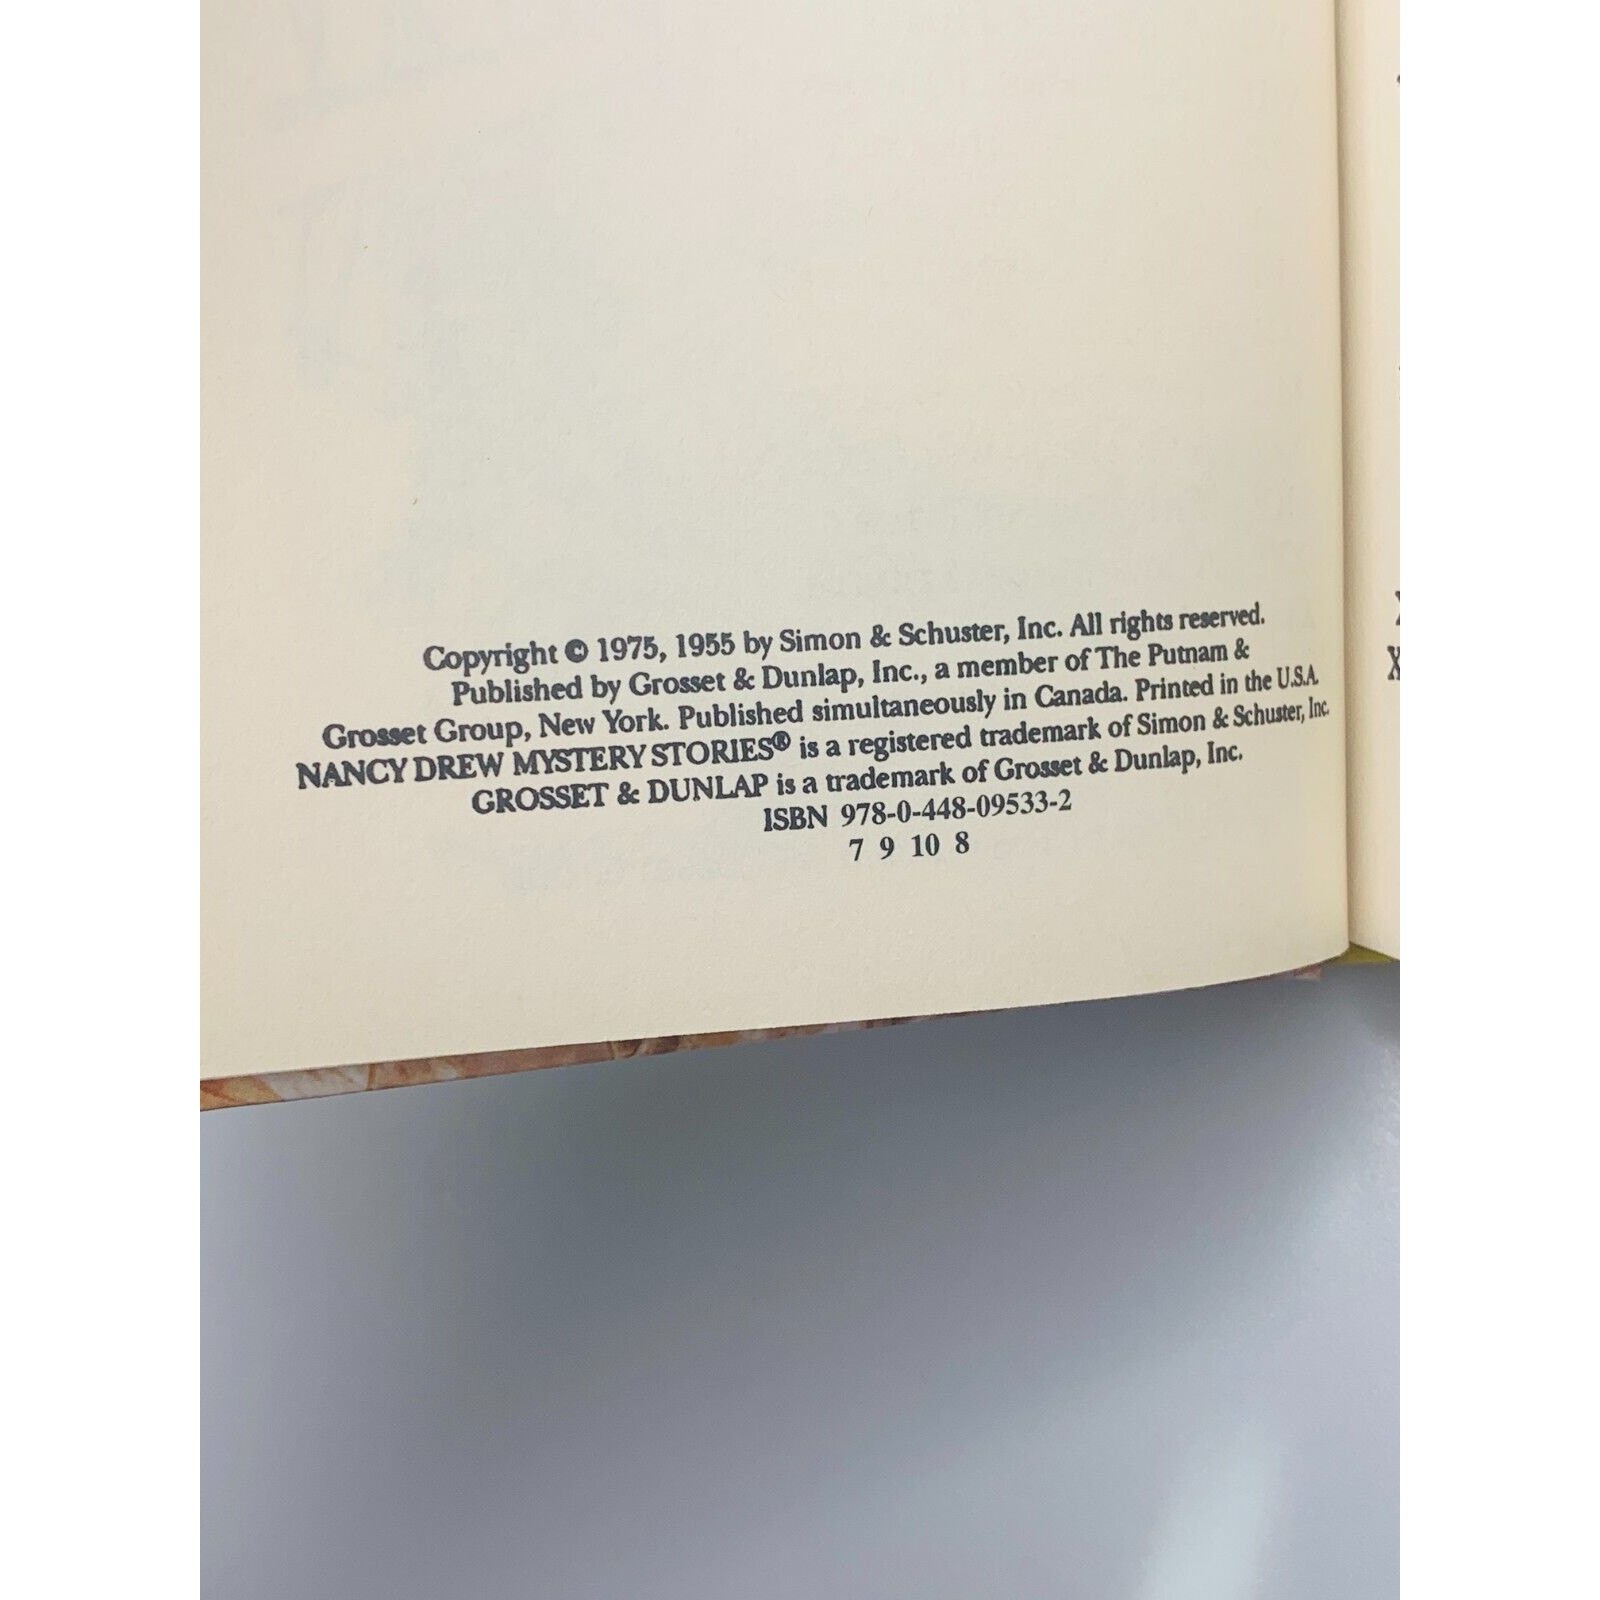 Copyright © 1975, 1955 by Simon & Schuster, Inc. All rights reserved.
Published by Grosset & Dunlap, Inc., a member of The Putnam &
Grosset Group, New York. Published simultaneously in Canada. Printed in the U.S.A.
NANCY DREW MYSTERY STORIES® is a registered trademark of Simon & Schuster, Inc.
GROSSET & DUNLAP is a trademark of Grosset & Dunlap, Inc.
ISBN 978-0-448-09533-2
7 9 10 8